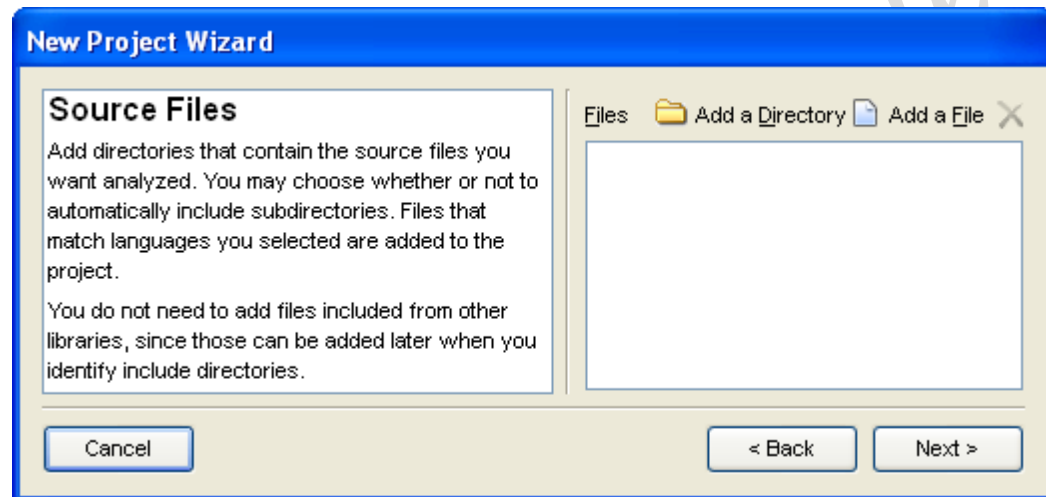 New Project Wizard
Source Files
Add directories that contain the source files you
want analyzed. You may choose whether or not to
automatically include subdirectories. Files that
match languages you selected are added to the
project.
You do not need to add files included from other
libraries, since those can be added later when you
identify include directories.
Files Add a Directory Add a File
Cancel
< Back Next >